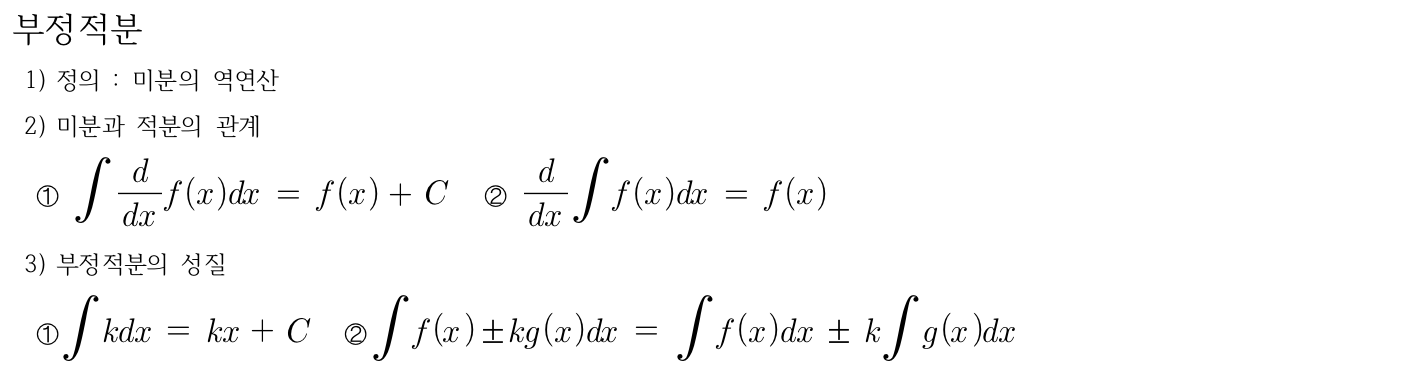 부정적분
1) 정의 : 미분의 역연산
2) 미분과 적분의 관계
① ∫ d/dx f(x)dx = f(x) + C ② d/dx ∫ f(x)dx = f(x)
3) 부정적분의 성질
① ∫ kdx = kx + C ② ∫ f(x) ± kg(x)dx = ∫ f(x)dx ± k∫ g(x)dx